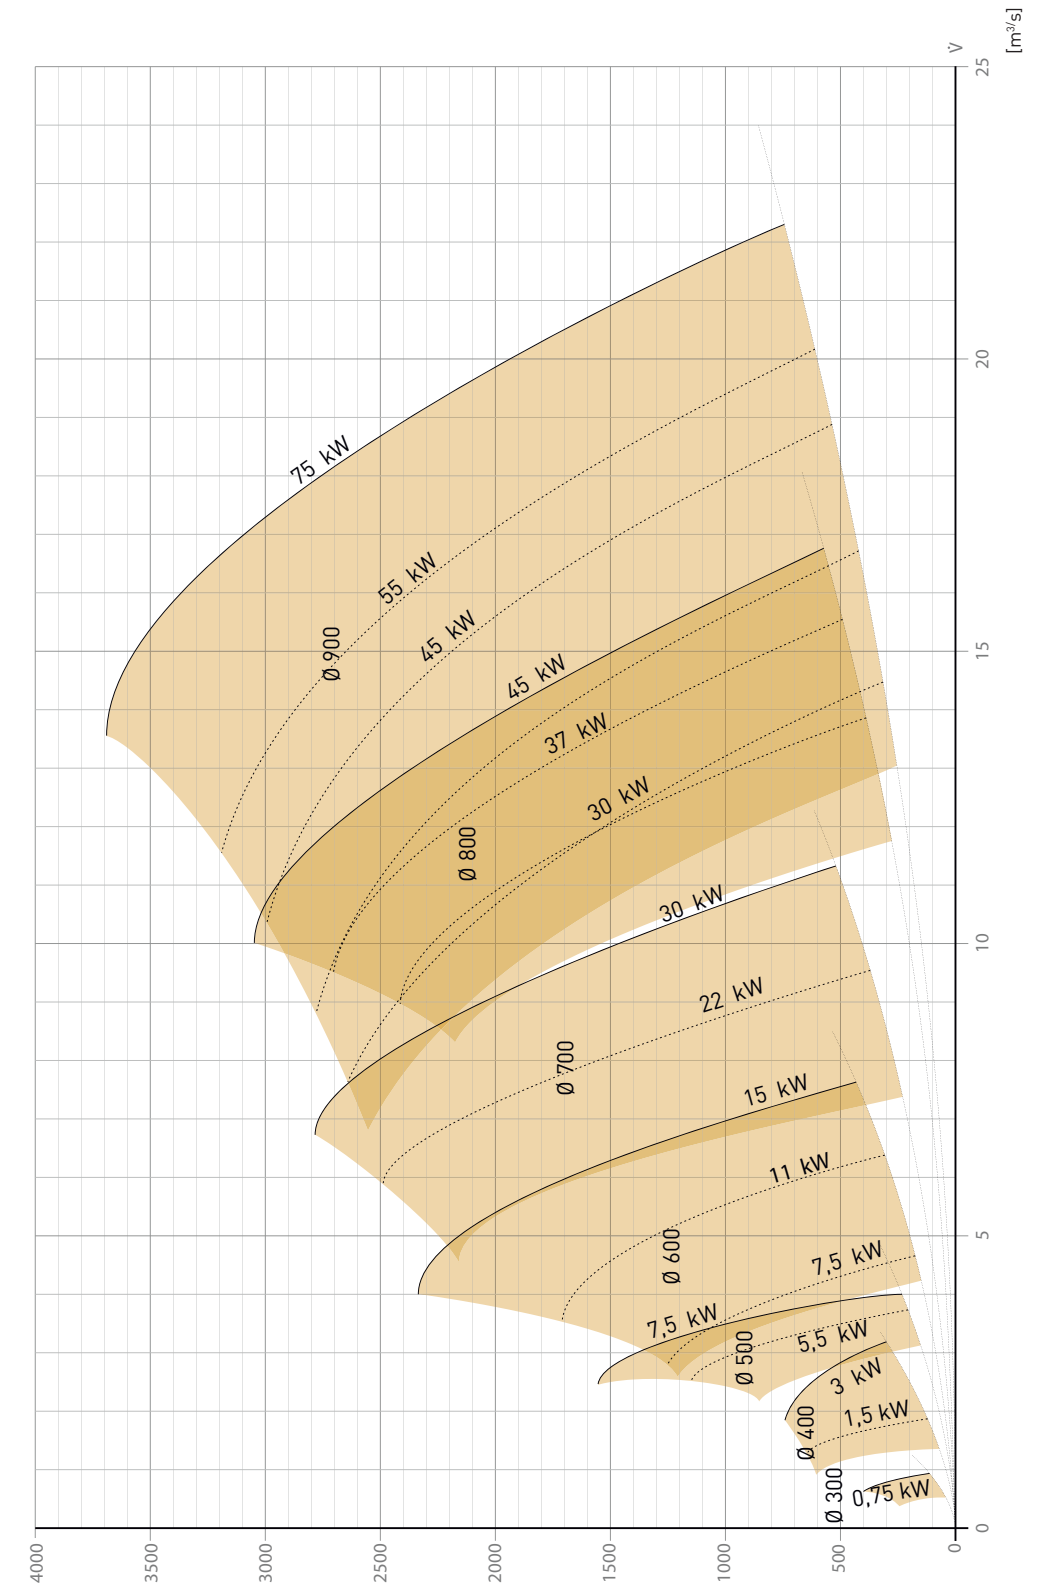 4000
3500
3000
2500
2000
1500
1000
500
0
75 kW
55 kW
Ø 900
45 kW
45 kW
37 kW
30 kW
Ø 800
30 kW
22 kW
Ø 700
15 kW
11 kW
Ø 600
7,5 kW
7,5 kW
Ø 500
5,5 kW
3 kW
Ø 400
1,5 kW
Ø 300
0,75 kW
0
5
10
15
20
25
V̇
[m³/s]